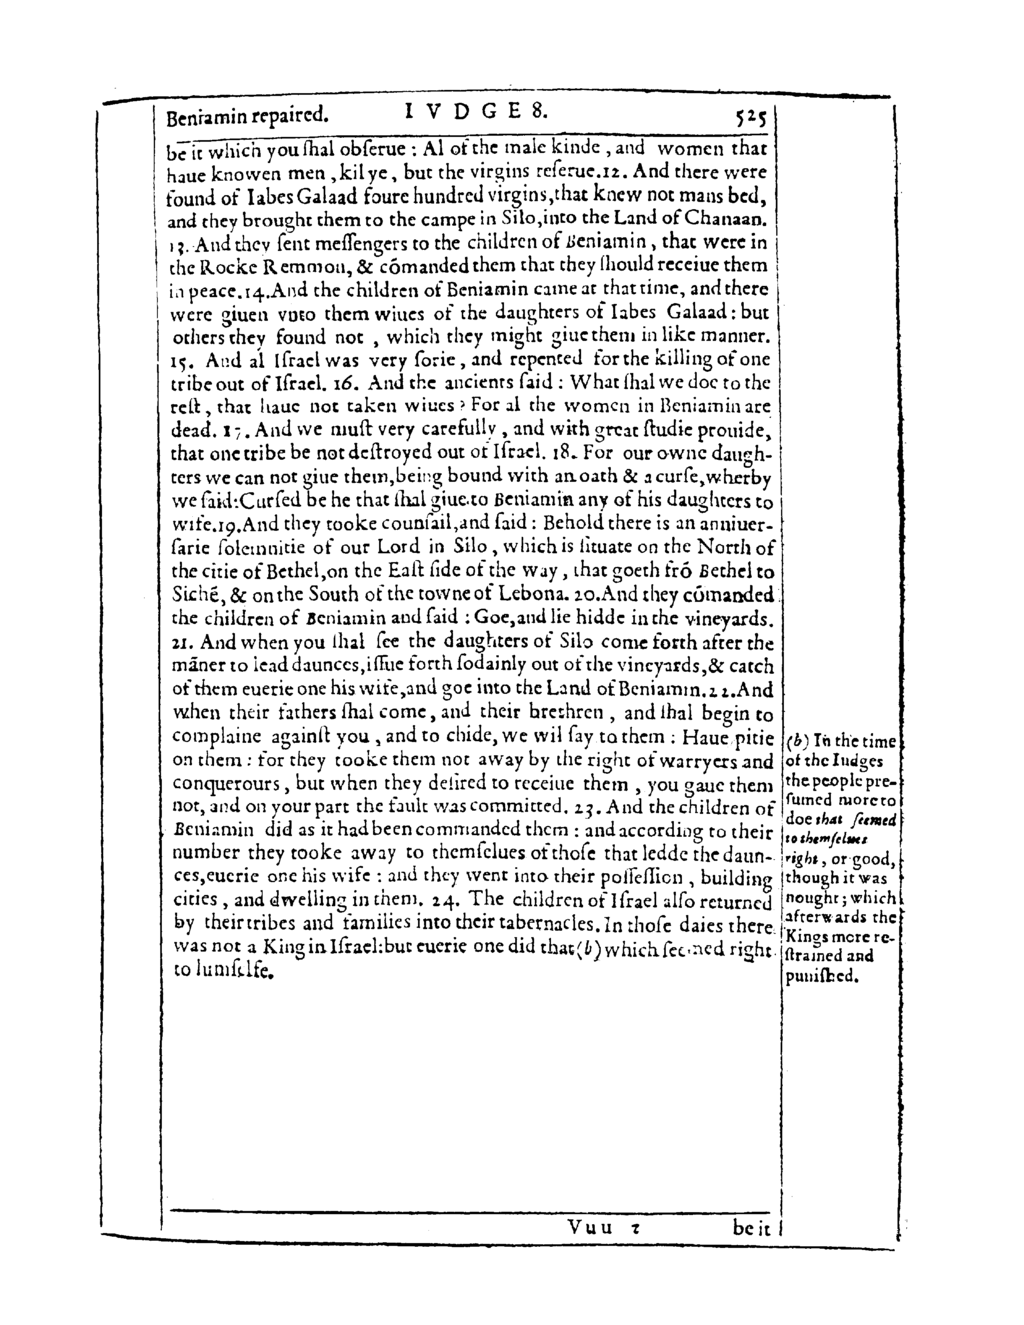 Beniamin repaired. IVDGES. 525
be it which you ſhal obſerue : Al of the male kinde , and women that
haue knowen men , kil ye , but the virgins reſerue. 12. And there were
found of Iabes Galaad foure hundred virgins, that knew not mans bed,
and they brought them to the campe in Silo, into the Land of Chanaan.
13. And they ſent meſſengers to the children of Beniamin , that were in
the Rocke Remmon, & cōmanded them that they ſhould receiue them
in peace. 14. And the children of Beniamin came at that time, and there
were giuen vnto them wiues of the daughters of Iabes Galaad : but
others they found not , which they might giue them in like manner.
15. And al Iſrael was very ſorie , and repented for the killing of one
tribe out of Iſrael. 16. And the ancients ſaid : What ſhal we doe to the
reſt , that haue not taken wiues ? For al the women in Beniamin are
dead. 17. And we muſt very carefully , and with great ſtudie prouide,
that one tribe be not deſtroyed out of Iſrael. 18. For our owne daugh-
ters we can not giue them, being bound with an oath & a curſe, wherby
we ſaid: Curſed be he that ſhal giue to Beniamin any of his daughters to
wife. 19. And they tooke counſail, and ſaid : Behold there is an anniuer-
ſarie ſolemnitie of our Lord in Silo , which is ſituate on the North of
the citie of Bethel, on the Eaſt ſide of the way , that goeth frō Bethel to
Sichē, & on the South of the towne of Lebona. 20. And they cōmanded
the children of Beniamin and ſaid : Goe, and lie hidde in the vineyards.
21. And when you ſhal ſee the daughters of Silo come forth after the
māner to lead daunces, iſſue forth ſodainly out of the vineyards, & catch
of them euerie one his wife, and goe into the Land of Beniamin. 22. And
when their fathers ſhal come , and their brethren , and ſhal begin to
complaine againſt you , and to chide, we wil ſay to them : Haue pitie
on them : for they tooke them not away by the right of warryers and
conquerours , but when they deſired to receiue them , you gaue them
not, and on your part the fault was committed. 23. And the children of
Beniamin did as it had been commanded them : and according to their
number they tooke away to themſelues of thoſe that ledde the daun-
ces, euerie one his wife : and they went into their poſſeſſion , building
cities , and dwelling in them. 24. The children of Iſrael alſo returned
by their tribes and families into their tabernacles. In thoſe daies there
was not a King in Iſrael: but euerie one did that (b) which ſeemed right
to himſelfe.
(b) In the time
of the Iudges
the people pre-
ſumed more to
doe that ſeemed
to themſelues
right , or good,
though it was
nought ; which
afterwards the
Kings more re-
ſtrained and
puniſhed.
Vuu 2 be it